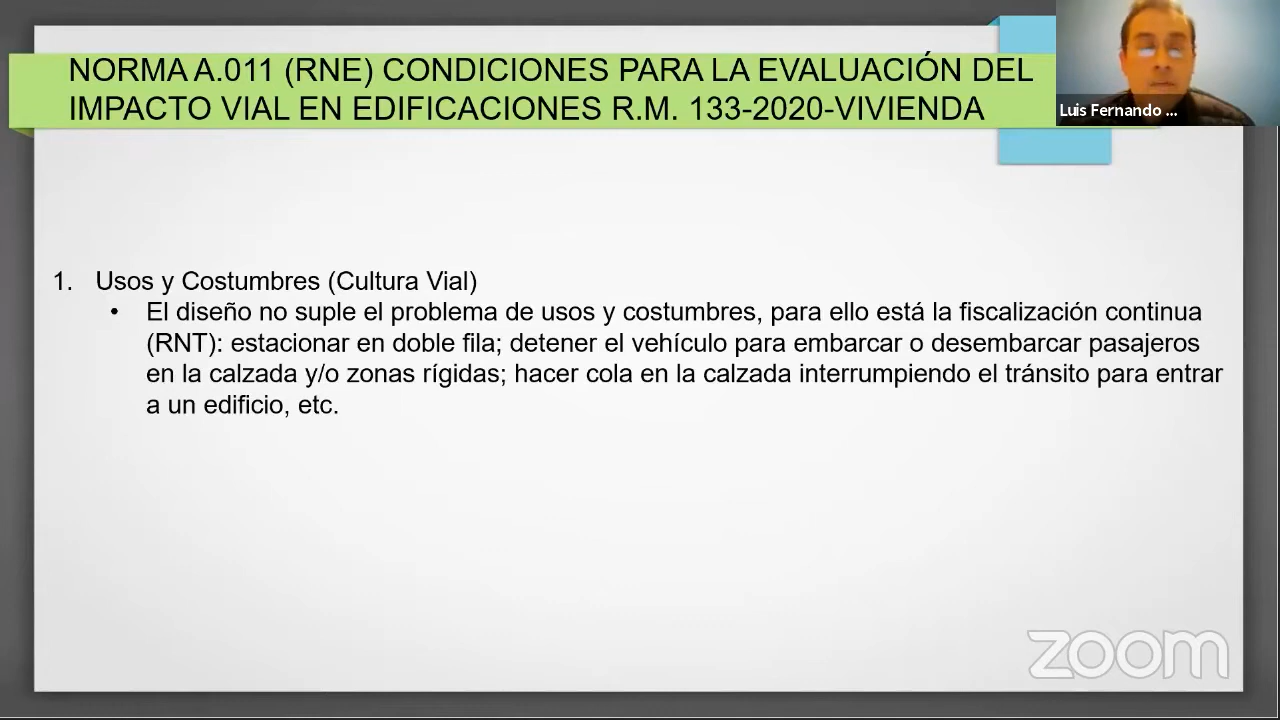 NORMA A.011 (RNE) CONDICIONES PARA LA EVALUACIÓN DEL
IMPACTO VIAL EN EDIFICACIONES R.M. 133-2020-VIVIENDA
Luis Fernando ...
1. Usos y Costumbres (Cultura Vial)
• El diseño no suple el problema de usos y costumbres, para ello está la fiscalización continua
(RNT): estacionar en doble fila; detener el vehículo para embarcar o desembarcar pasajeros
en la calzada y/o zonas rígidas; hacer cola en la calzada interrumpiendo el tránsito para entrar
a un edificio, etc.
zoom